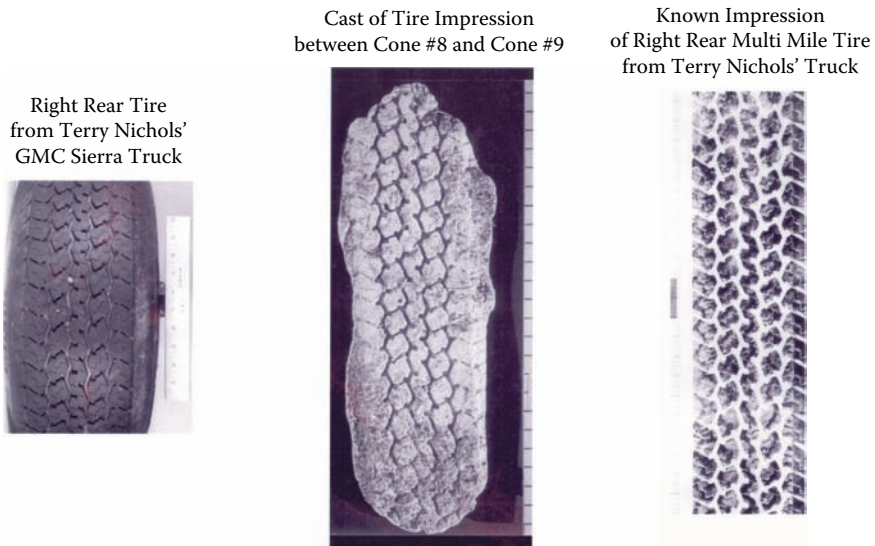 Cast of Tire Impression
between Cone #8 and Cone #9
Known Impression
of Right Rear Multi Mile Tire
from Terry Nichols’ Truck
Right Rear Tire
from Terry Nichols’
GMC Sierra Truck